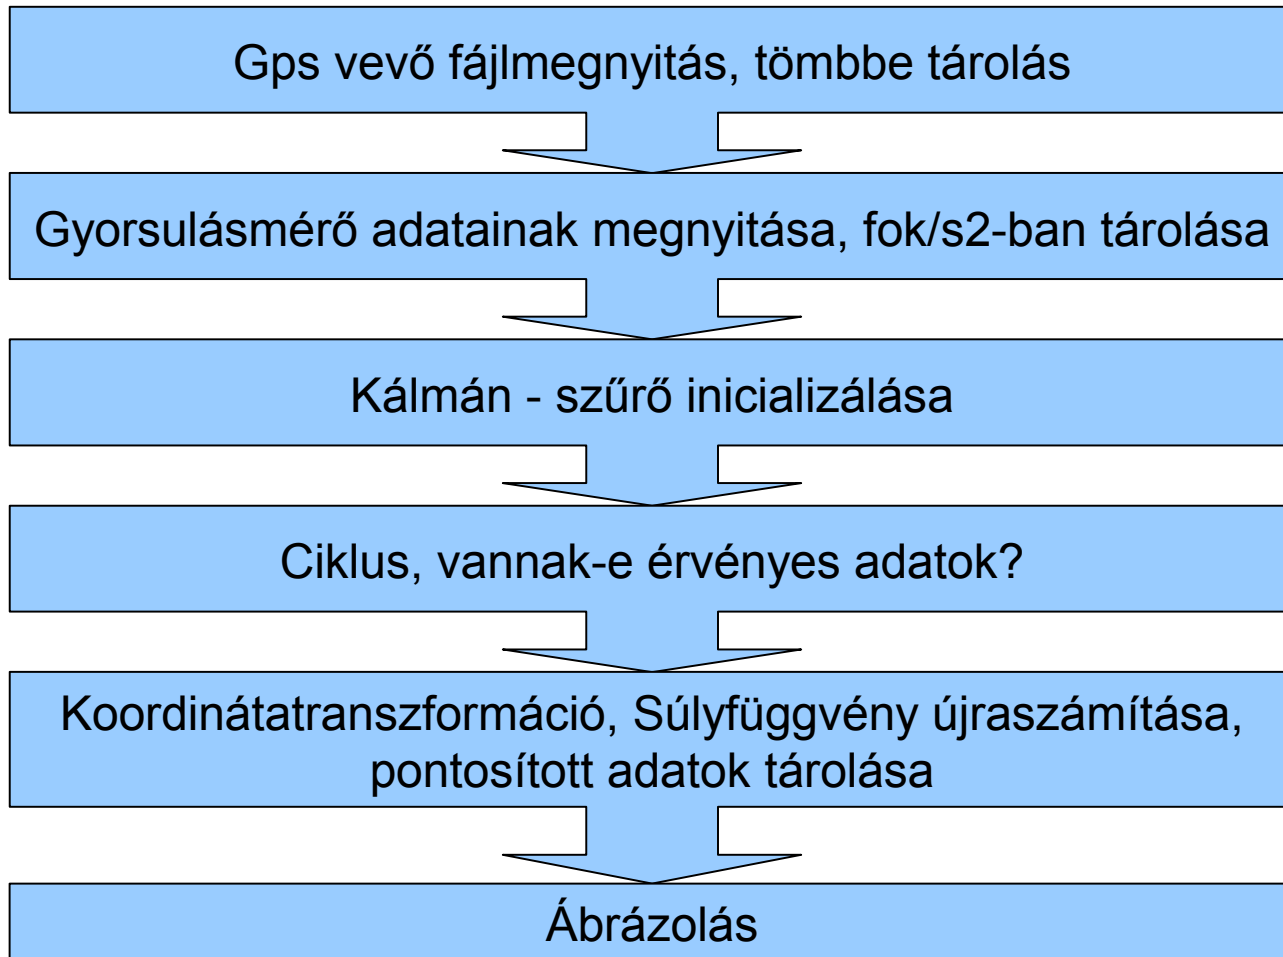 Gps vevő fájlmegnyitás, tömbbe tárolás
Gyorsulásmérő adatainak megnyitása, fok/s2-ban tárolása
Kálmán - szűrő inicializálása
Ciklus, vannak-e érvényes adatok?
Koordinátatranszformáció, Súlyfüggvény újraszámítása,
pontosított adatok tárolása
Ábrázolás